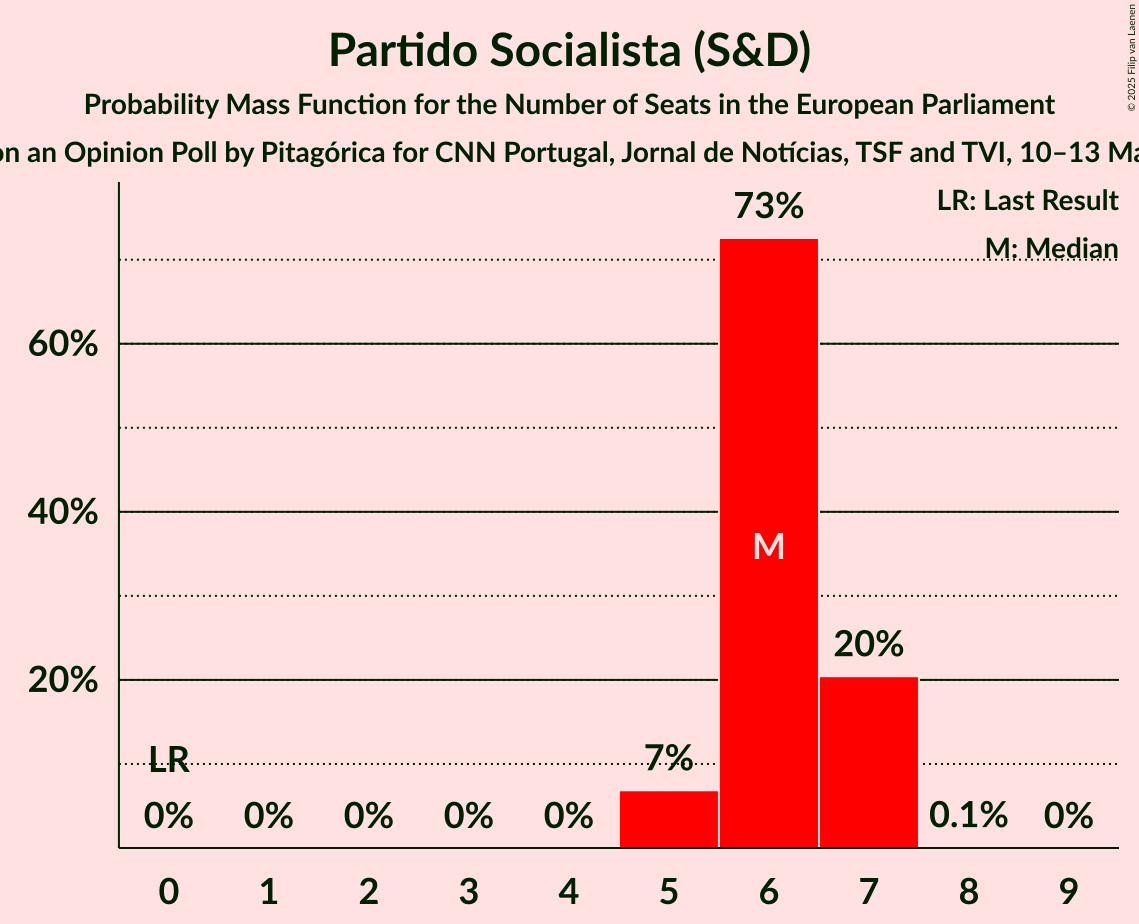 Partido Socialista (S&D)
Probability Mass Function for the Number of Seats in the European Parliament
on an Opinion Poll by Pitagórica for CNN Portugal, Jornal de Notícias, TSF and TVI, 10–13 Ma
© 2025 Filip van Laenen
LR: Last Result
M: Median
73%
60%
40%
M
20%
20%
7%
LR
0% 0% 0% 0% 0% 0.1% 0%
0 1 2 3 4 5 6 7 8 9